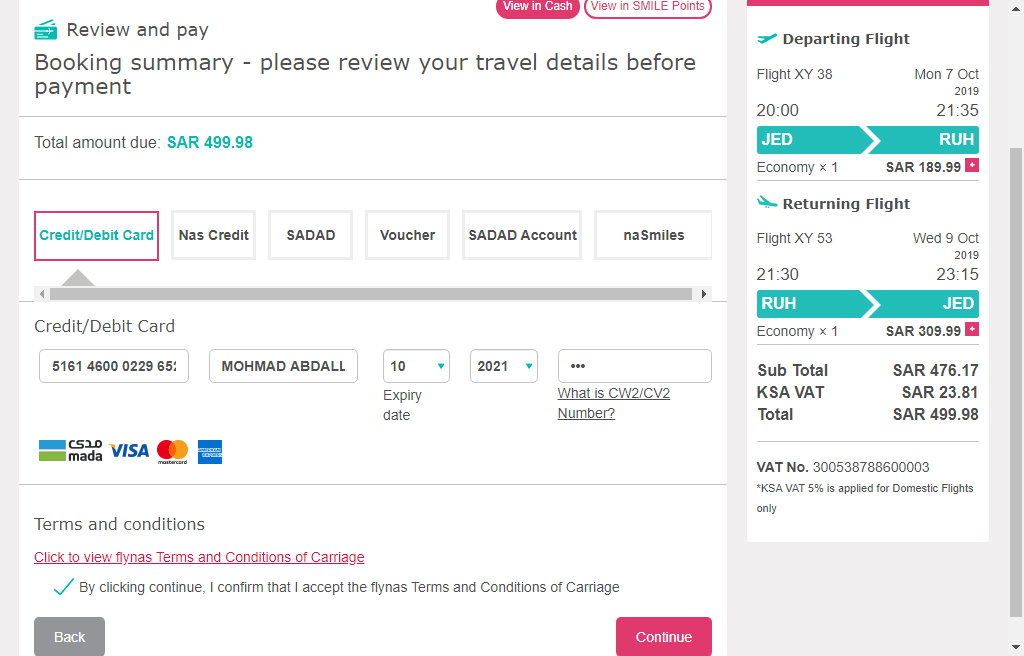 View in Cash
View in SMILE Points
Review and pay
Booking summary - please review your travel details before
payment
Total amount due: SAR 499.98
Credit/Debit Card
Nas Credit
SADAD
Voucher
SADAD Account
naSmiles
Credit/Debit Card
5161 4600 0229 652
MOHMAD ABDALL
10
2021
•••
Expiry
date
What is CW2/CV2
Number?
مدى
mada
VISA
mastercard
AMERICAN
EXPRESS
Terms and conditions
Click to view flynas Terms and Conditions of Carriage
By clicking continue, I confirm that I accept the flynas Terms and Conditions of Carriage
Back
Continue
Departing Flight
Flight XY 38
Mon 7 Oct
2019
20:00
21:35
JED
RUH
Economy × 1
SAR 189.99 +
Returning Flight
Flight XY 53
Wed 9 Oct
2019
21:30
23:15
RUH
JED
Economy × 1
SAR 309.99 +
Sub Total
SAR 476.17
KSA VAT
SAR 23.81
Total
SAR 499.98
VAT No. 300538788600003
*KSA VAT 5% is applied for Domestic Flights
only